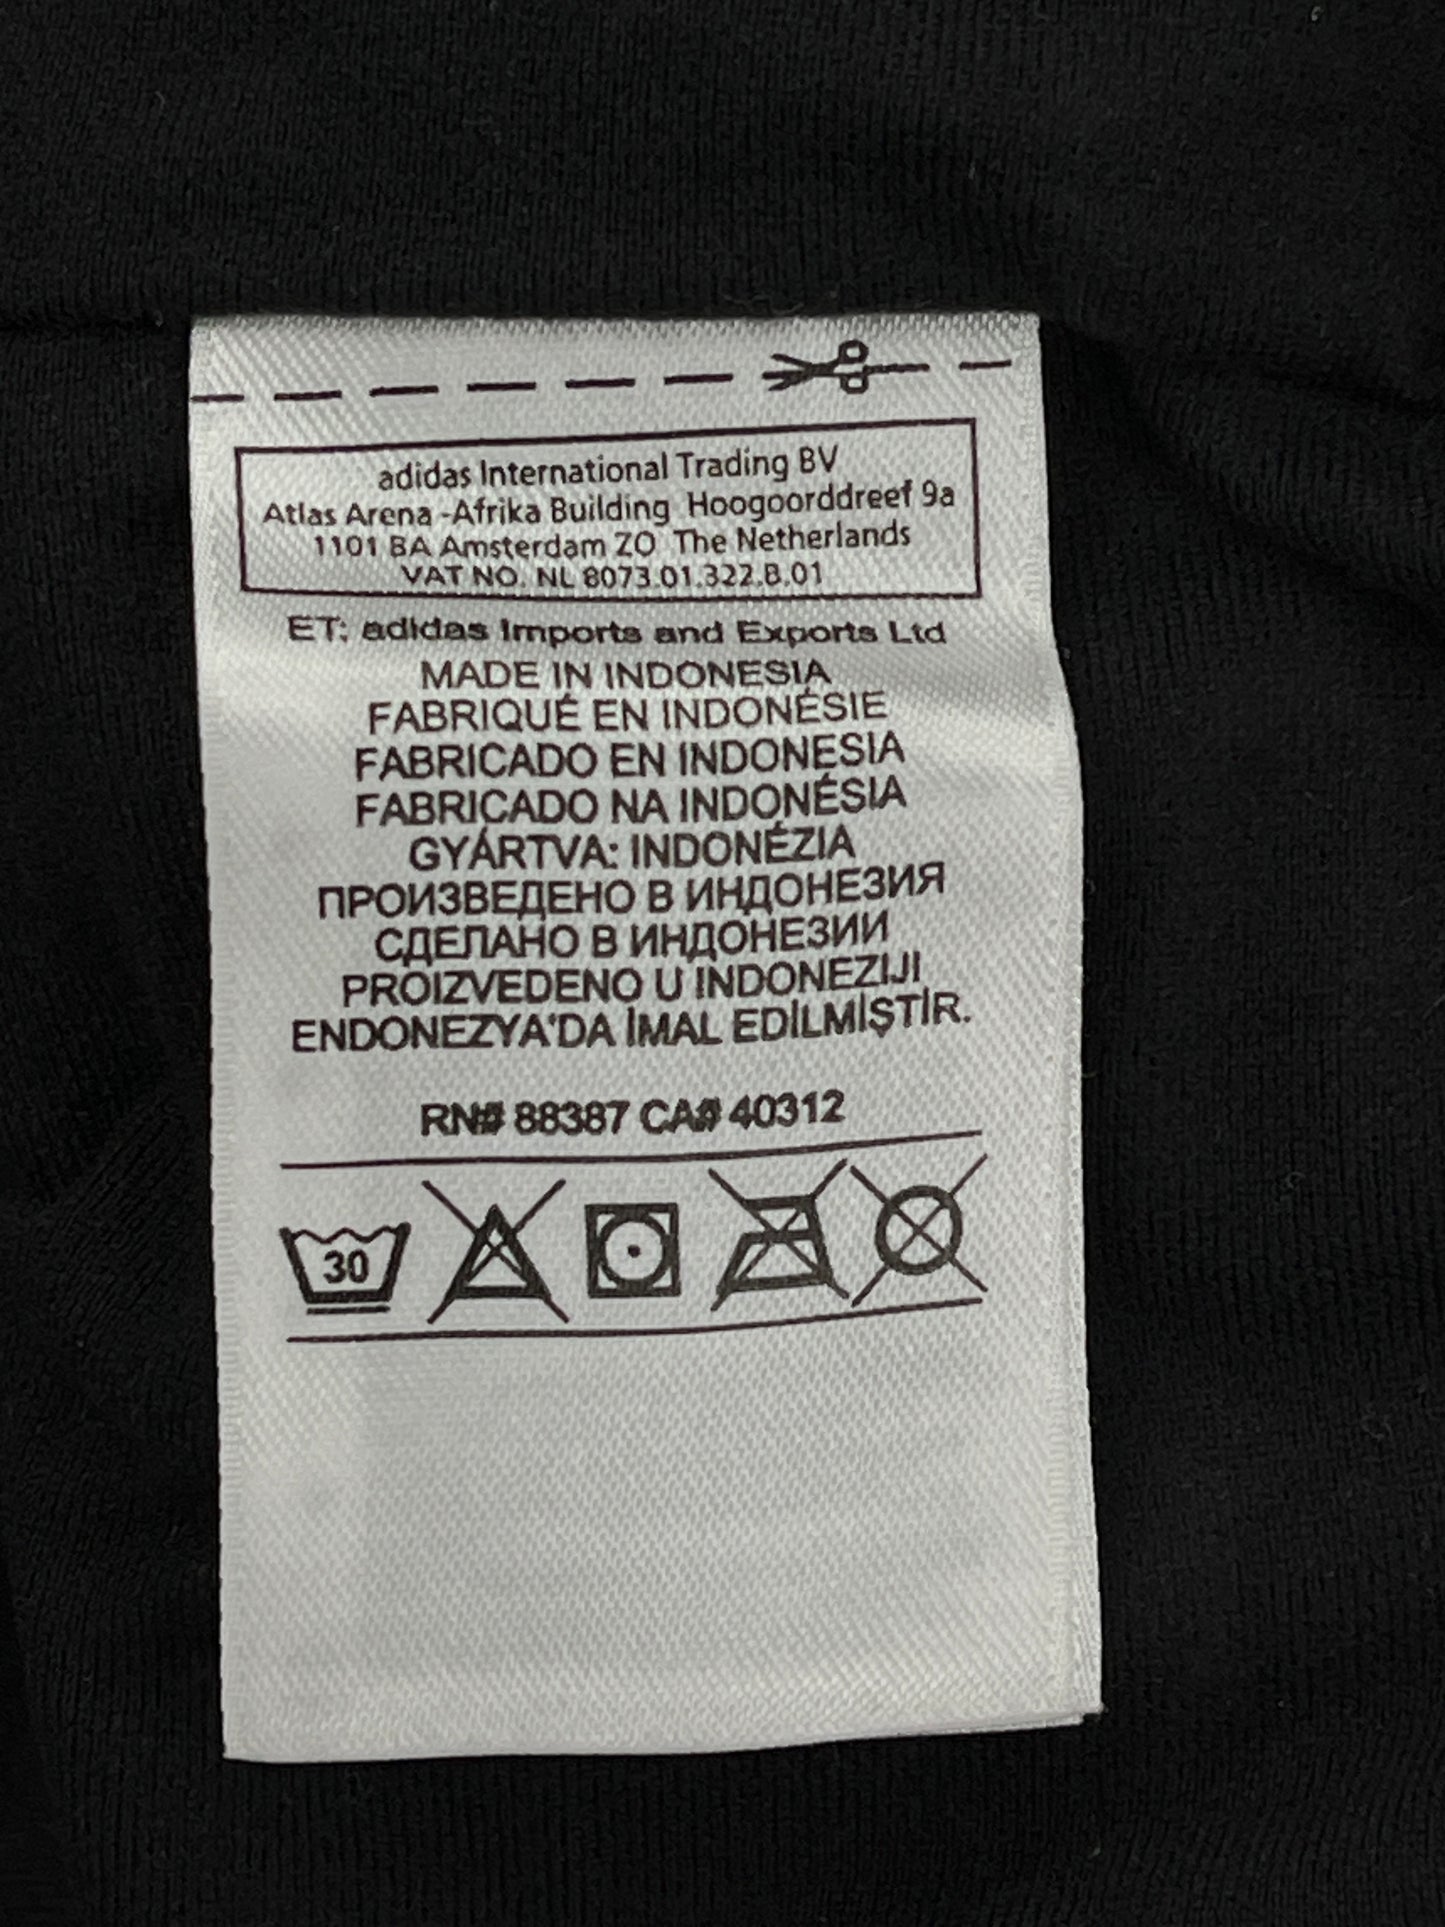 adidas International Trading BV
Atlas Arena -Afrika Building Hoogoorddreef 9a
1101 BA Amsterdam ZO The Netherlands
VAT NO. NL 8073.01.322.B.01
ET: adidas Imports and Exports Ltd
MADE IN INDONESIA
FABRIQUÉ EN INDONÉSIE
FABRICADO EN INDONESIA
FABRICADO NA INDONÉSIA
GYÁRTVA: INDONÉZIA
ПРОИЗВЕДЕНО В ИНДОНЕЗИЯ
СДЕЛАНО В ИНДОНЕЗИИ
PROIZVEDENO U INDONEZIJI
ENDONEZYA'DA İMAL EDİLMİŞTİR.
RN# 88387 CA# 40312
30